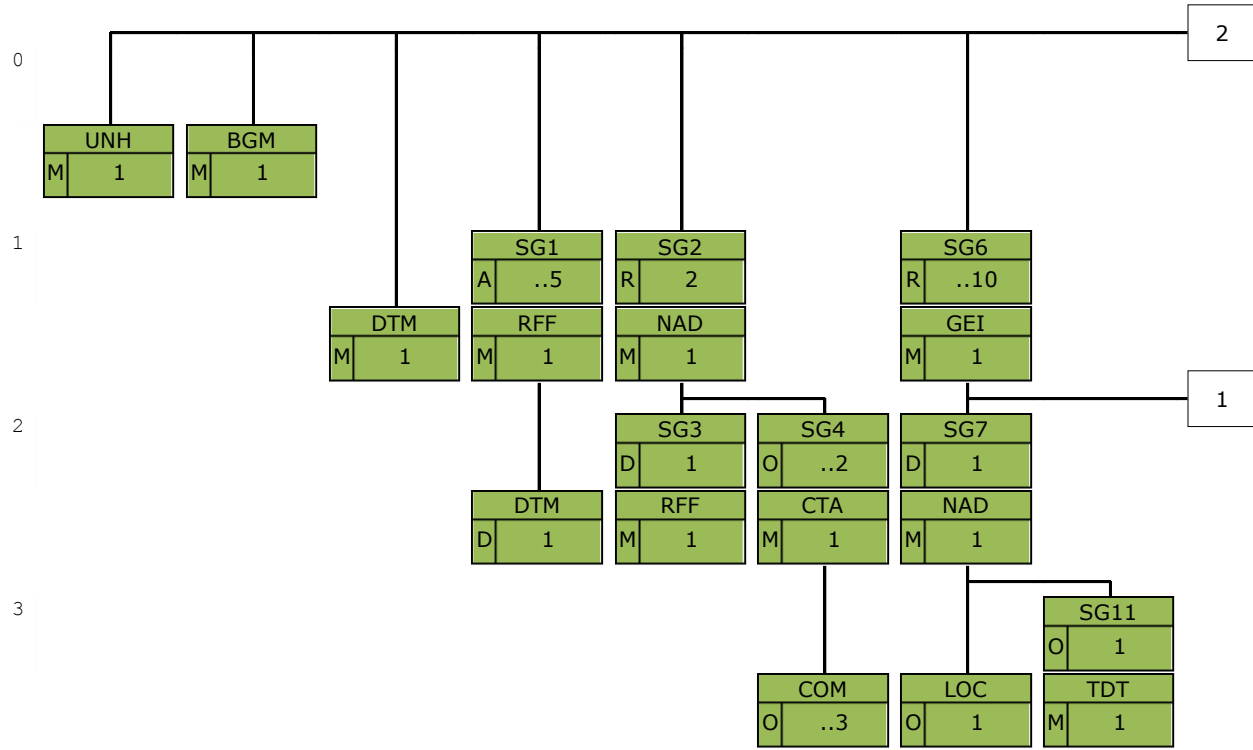 2
0
UNH BGM
M 1 M 1
1
SG1 SG2 SG6
A ..5 R 2 R ..10
DTM RFF NAD GEI
M 1 M 1 M 1 M 1
1
2
SG3 SG4 SG7
D 1 O ..2 D 1
DTM RFF CTA NAD
D 1 M 1 M 1 M 1
3
SG11
O 1
COM LOC TDT
O ..3 O 1 M 1